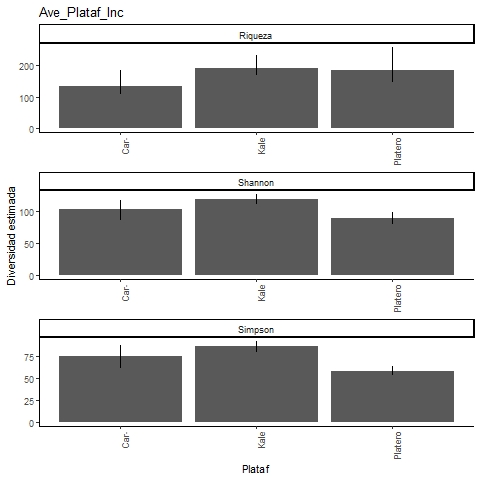 Ave_Plataf_Inc
Riqueza
200
100
0
Car-
Kale
Platero
Shannon
100
50
0
Car-
Kale
Platero
Diversidad estimada
Simpson
75
50
25
0
Car-
Kale
Platero
Plataf